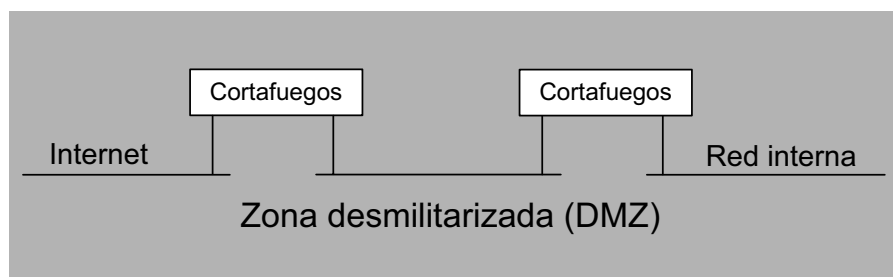 Cortafuegos
Cortafuegos
Internet
Red interna
Zona desmilitarizada (DMZ)